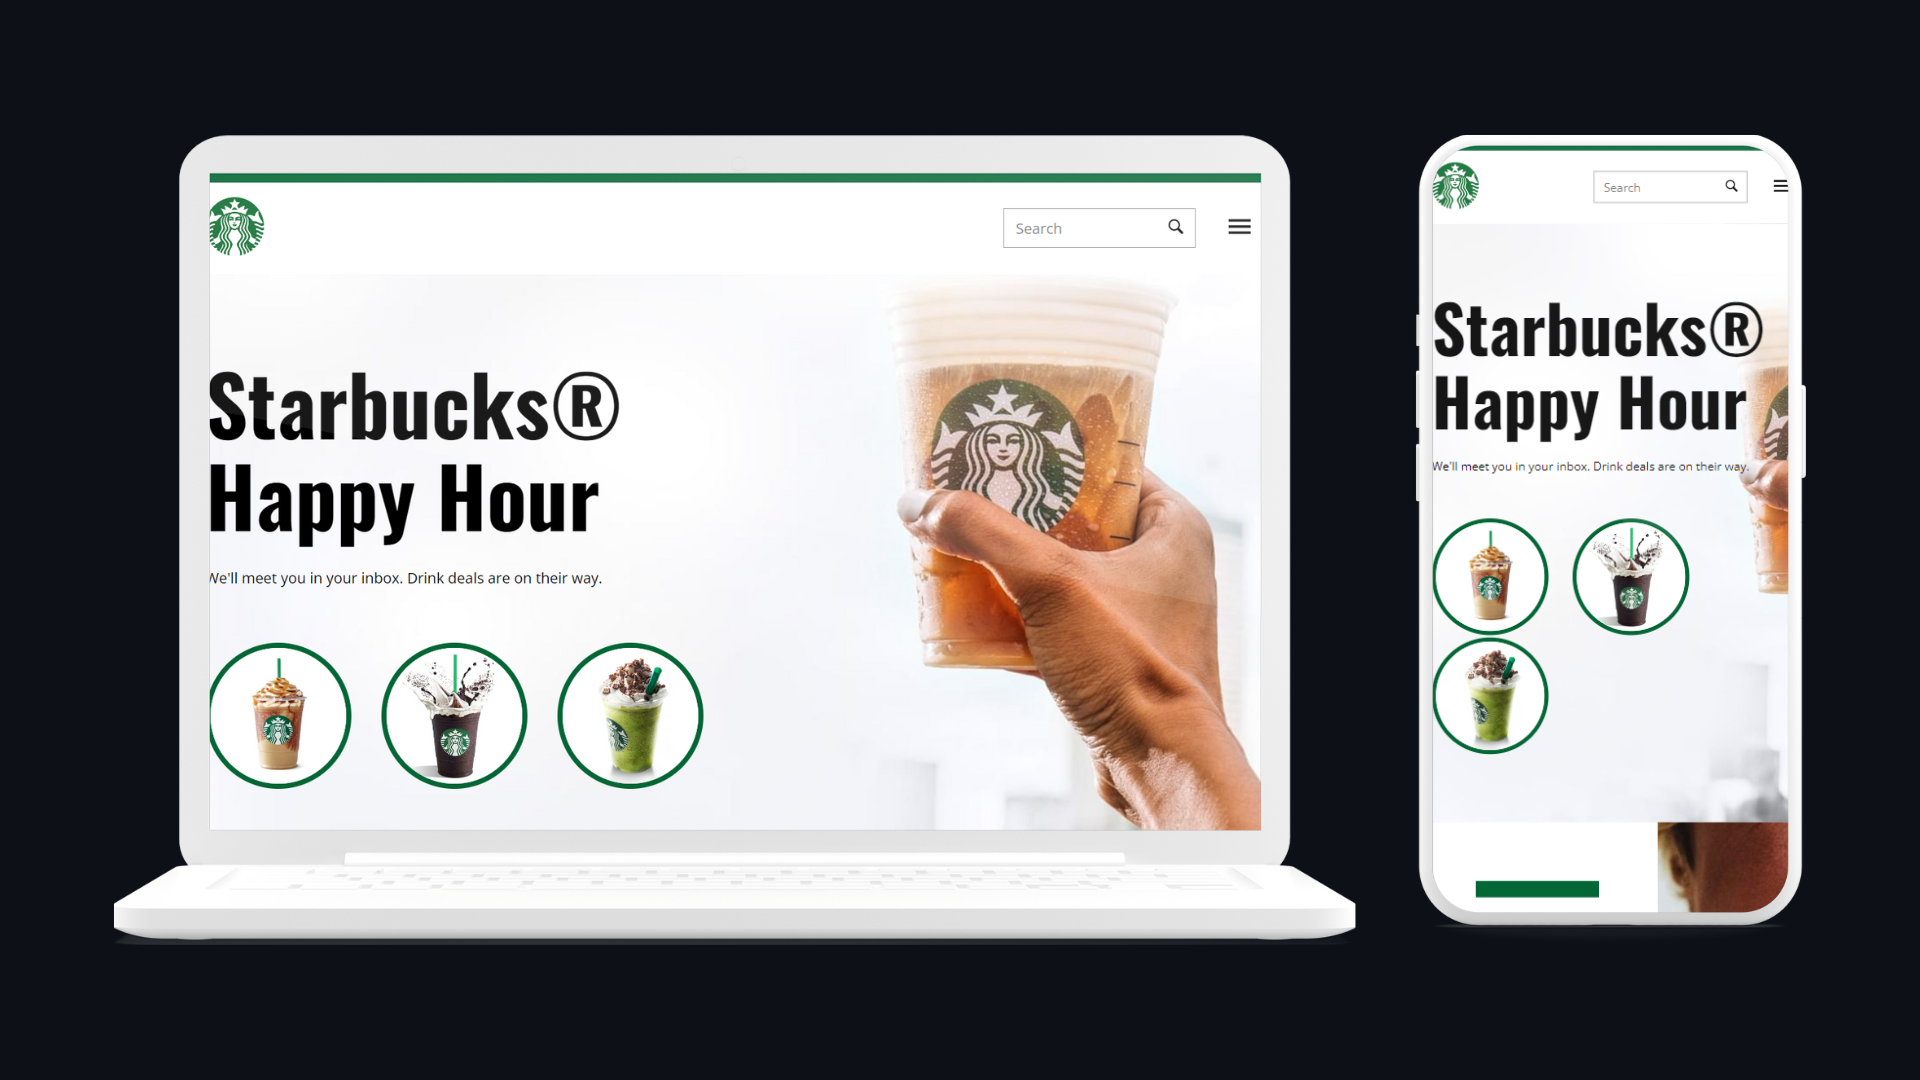 Search
Starbucks®
Happy Hour
We'll meet you in your inbox. Drink deals are on their way.
Search
Starbucks®
Happy Hour
We'll meet you in your inbox. Drink deals are on their way.